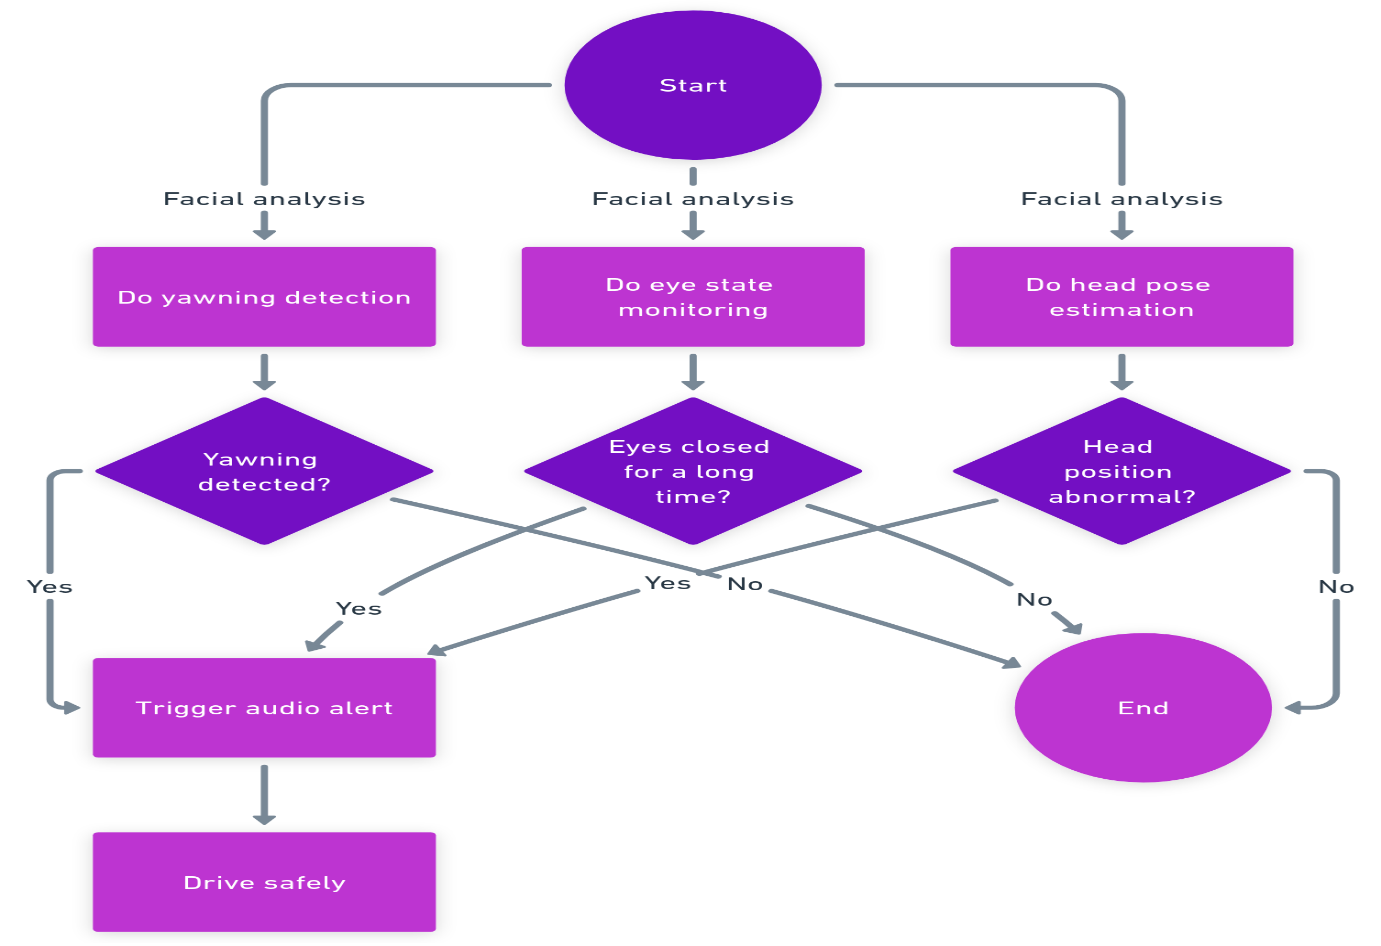 Start
Facial analysis
Facial analysis
Facial analysis
Do yawning detection
Do eye state
monitoring
Do head pose
estimation
Yawning
detected?
Eyes closed
for a long
time?
Head
position
abnormal?
Yes
Yes
Yes
No
No
No
Trigger audio alert
End
Drive safely